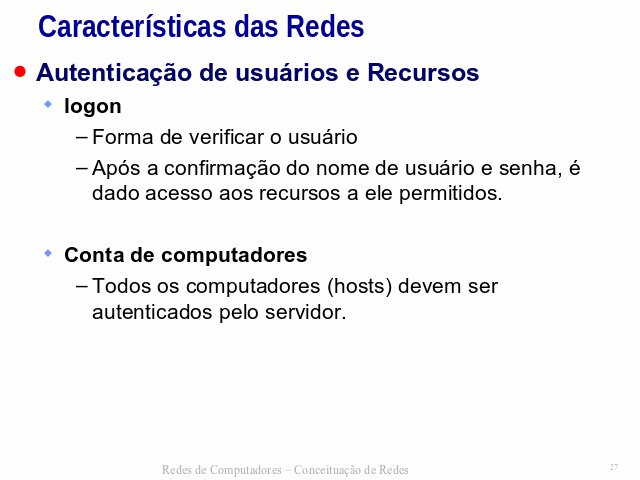 Características das Redes
Autenticação de usuários e Recursos
logon
– Forma de verificar o usuário
– Após a confirmação do nome de usuário e senha, é
dado acesso aos recursos a ele permitidos.
Conta de computadores
– Todos os computadores (hosts) devem ser
autenticados pelo servidor.
Redes de Computadores – Conceituação de Redes
27